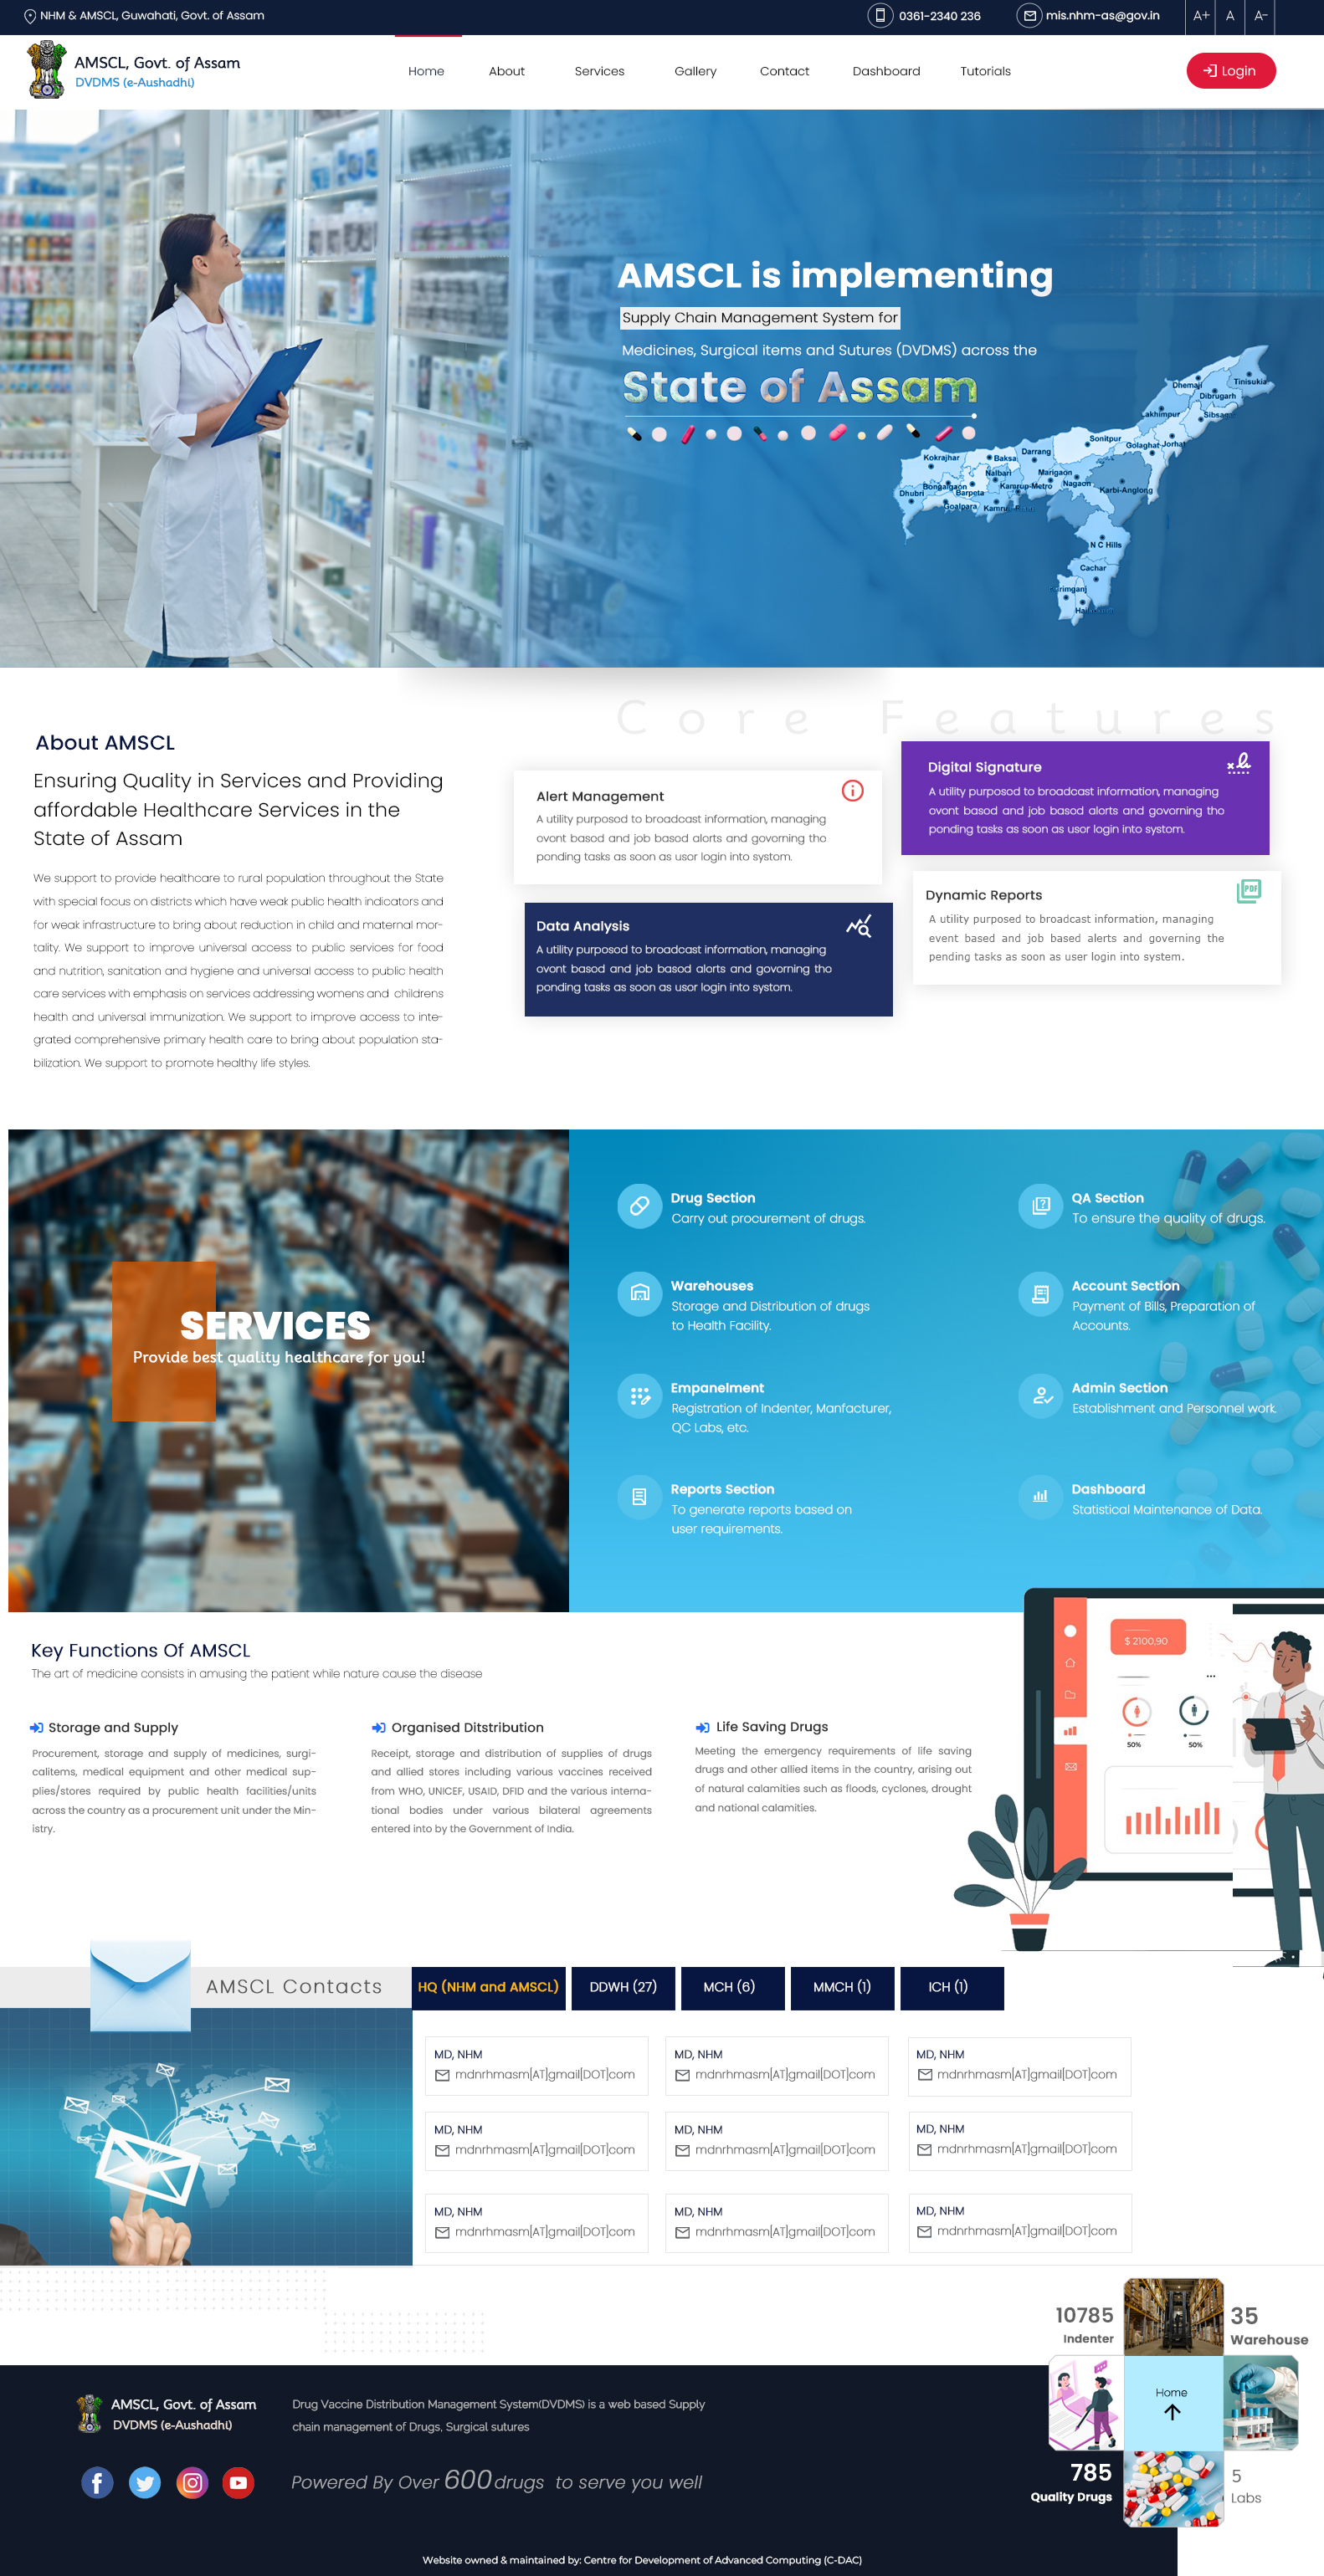 NHM & AMSCL, Guwahati, Govt. of Assam
0361-2340 236
mis.nhm-as@gov.in
A+ A A-
AMSCL, Govt. of Assam
DVDMS (e-Aushadhi)
Home About Services Gallery Contact Dashboard Tutorials
Login
AMSCL is implementing
Supply Chain Management System for
Medicines, Surgical items and Sutures (DVDMS) across the
State of Assam
Tinisukia
Dhemaji
Dibrugarh
Sibsagar
Lakhimpur
Sonitpur
Golaghat Jorhat
Darrang
Kokrajhar
Baksa
Nalbari
Marigaon
Nagaon
Bongaigaon
Barpeta
Kamrup-Metro
Karbi-Anglong
Dhubri
Goalpara
N C Hills
Cachar
Core Features
About AMSCL
Ensuring Quality in Services and Providing
affordable Healthcare Services in the
State of Assam
We support to provide healthcare to rural population throughout the State
with special focus on districts which have weak public health indicators and
for weak infrastructure to bring about reduction in child and maternal mor-
tality. We support to improve universal access to public services for food
and nutrition, sanitation and hygiene and universal access to public health
care services with emphasis on services addressing womens and childrens
health and universal immunization. We support to improve access to inte-
grated comprehensive primary health care to bring about population sta-
bilization. We support to promote healthy life styles.
Alert Management
A utility purposod to broadcast information, managing
ovont basod and job basod alorts and govorning tho
ponding tasks as soon as usor login into systom.
Data Analysis
A utility purposod to broadcast information, managing
ovont basod and job basod alorts and govorning tho
ponding tasks as soon as usor login into systom.
Digital Signature
A utility purposod to broadcast information, managing
ovont basod and job basod alorts and govorning tho
ponding tasks as soon as usor login into systom.
Dynamic Reports
PDF
A utility purposed to broadcast information, managing
event based and job based alerts and governing the
pending tasks as soon as user login into system.
SERVICES
Provide best quality healthcare for you!
Drug Section
Carry out procurement of drugs.
QA Section
To ensure the quality of drugs.
Warehouses
Storage and Distribution of drugs
to Health Facility.
Account Section
Payment of Bills, Preparation of
Accounts.
Empanelment
Registration of Indenter, Manfacturer,
QC Labs, etc.
Admin Section
Establishment and Personnel work.
Reports Section
To generate reports based on
user requirements.
Dashboard
Statistical Maintenance of Data.
Key Functions Of AMSCL
The art of medicine consists in amusing the patient while nature cause the disease
Storage and Supply
Procurement, storage and supply of medicines, surgi-
calitems, medical equipment and other medical sup-
plies/stores required by public health facilities/units
across the country as a procurement unit under the Min-
istry.
Organised Ditstribution
Receipt, storage and distribution of supplies of drugs
and allied stores including various vaccines received
from WHO, UNICEF, USAID, DFID and the various interna-
tional bodies under various bilateral agreements
entered into by the Government of India.
Life Saving Drugs
Meeting the emergency requirements of life saving
drugs and other allied items in the country, arising out
of natural calamities such as floods, cyclones, drought
and national calamities.
$ 2100,90
50% 50%
AMSCL Contacts
HQ (NHM and AMSCL) DDWH (27) MCH (6) MMCH (1) ICH (1)
MD, NHM MD, NHM MD, NHM
mdnrhmasm[AT]gmail[DOT]com mdnrhmasm[AT]gmail[DOT]com mdnrhmasm[AT]gmail[DOT]com
MD, NHM MD, NHM MD, NHM
mdnrhmasm[AT]gmail[DOT]com mdnrhmasm[AT]gmail[DOT]com mdnrhmasm[AT]gmail[DOT]com
MD, NHM MD, NHM MD, NHM
mdnrhmasm[AT]gmail[DOT]com mdnrhmasm[AT]gmail[DOT]com mdnrhmasm[AT]gmail[DOT]com
10785
Indenter
35
Warehouse
Home
785
Quality Drugs
5
Labs
AMSCL, Govt. of Assam
DVDMS (e-Aushadhi)
Drug Vaccine Distribution Management System(DVDMS) is a web based Supply
chain management of Drugs, Surgical sutures
Powered By Over 600 drugs to serve you well
Website owned & maintained by: Centre for Development of Advanced Computing (C-DAC)